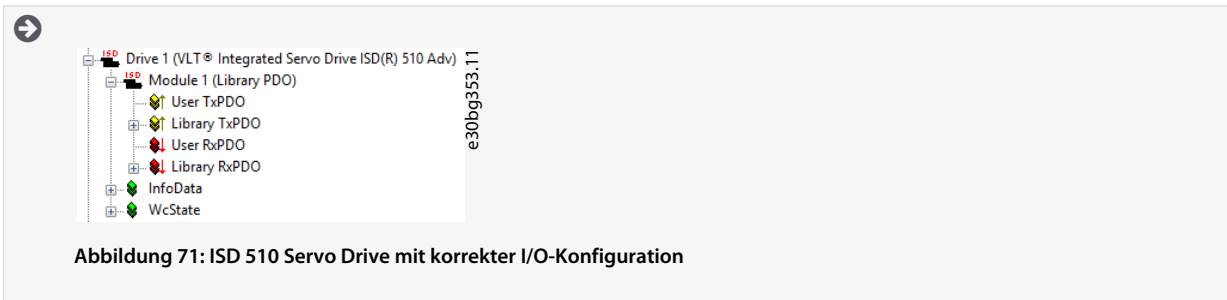 Drive 1 (VLT® Integrated Servo Drive ISD(R) 510 Adv)
Module 1 (Library PDO)
User TxPDO
Library TxPDO
User RxPDO
Library RxPDO
InfoData
WcState
e30bg353.11
Abbildung 71: ISD 510 Servo Drive mit korrekter I/O-Konfiguration